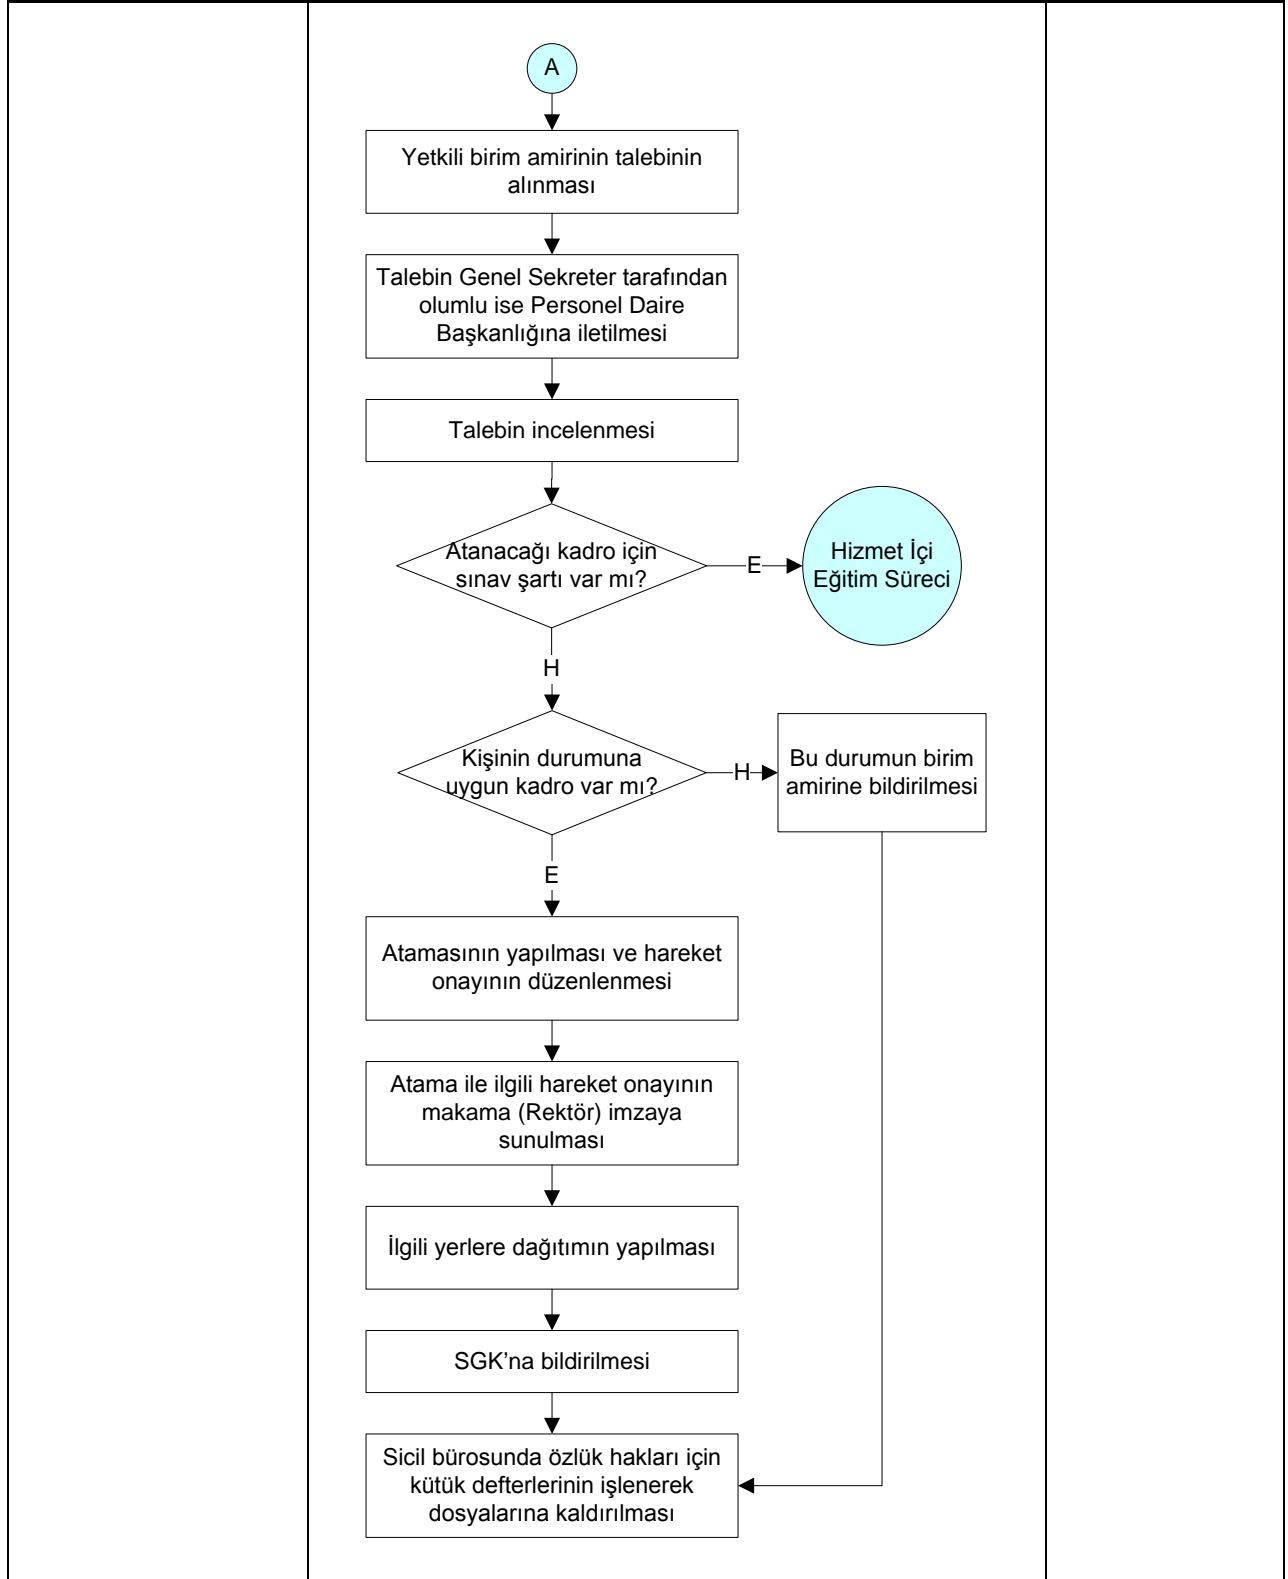 A
Yetkili birim amirinin talebinin
alınması
Talebin Genel Sekreter tarafından
olumlu ise Personel Daire
Başkanlığına iletilmesi
Talebin incelenmesi
Atanacağı kadro için
sınav şartı var mı?
E
Hizmet İçi
Eğitim Süreci
H
Kişinin durumuna
uygun kadro var mı?
H
Bu durumun birim
amirine bildirilmesi
E
Atamasının yapılması ve hareket
onayının düzenlenmesi
Atama ile ilgili hareket onayının
makama (Rektör) imzaya
sunulması
İlgili yerlere dağıtımın yapılması
SGK’na bildirilmesi
Sicil bürosunda özlük hakları için
kütük defterlerinin işlenerek
dosyalarına kaldırılması